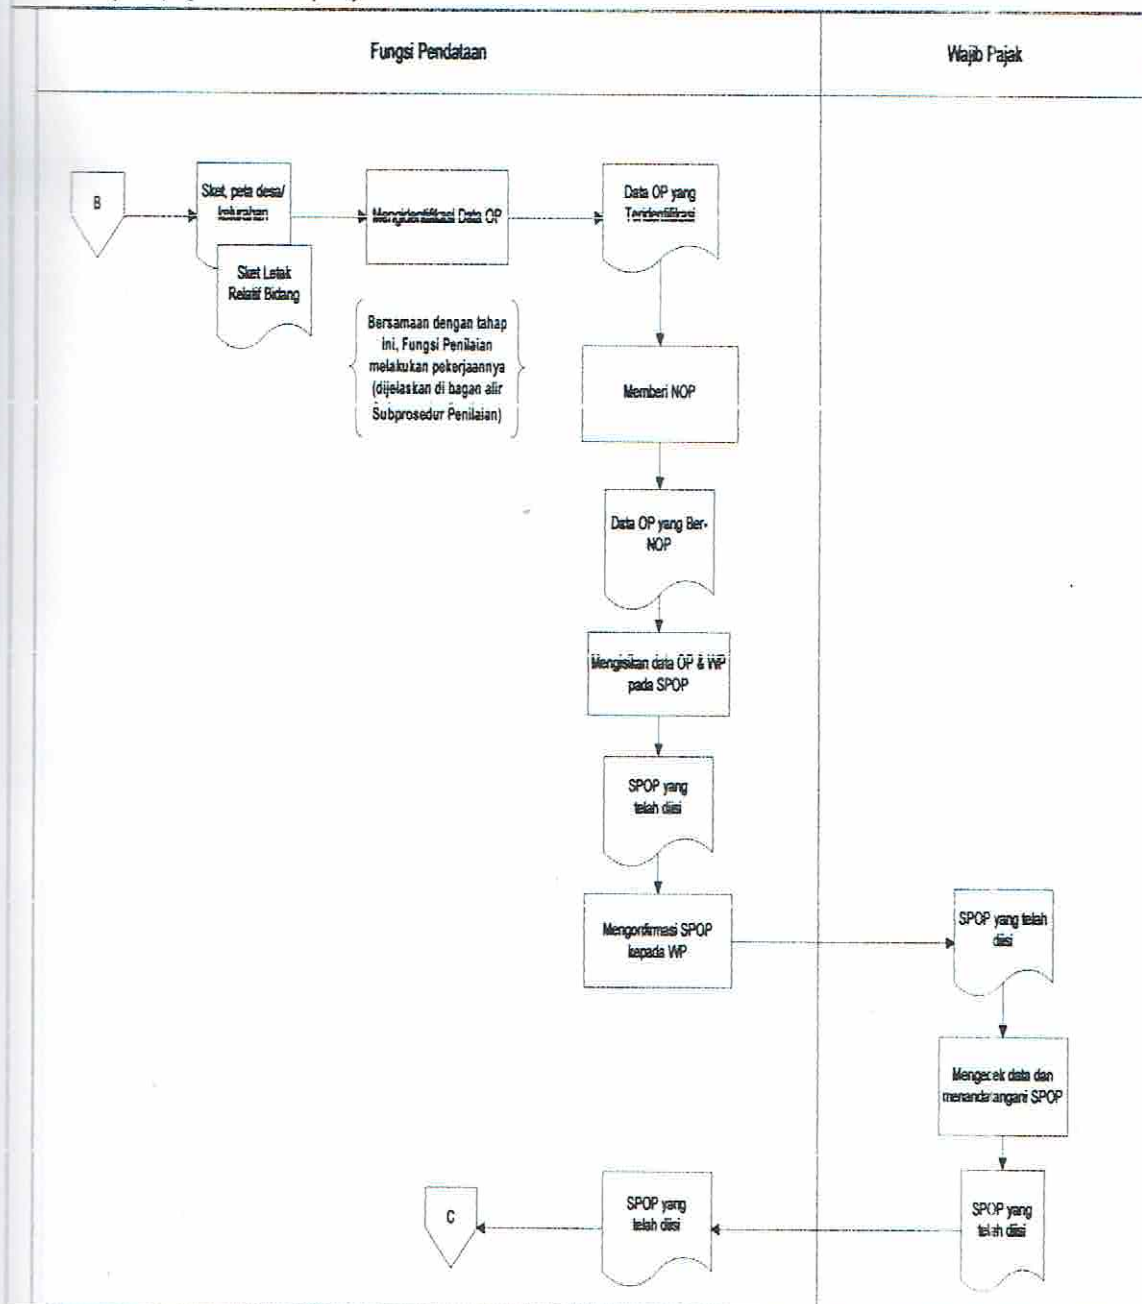 Fungsi Pendataan
Wajib Pajak
B
Sket, peta desa/
kelurahan
Sket Letak
Relatif Bidang
Mengidentifikasi Data OP
Data OP yang
Teridentifikasi
Bersamaan dengan tahap
ini, Fungsi Penilaian
melakukan pekerjaannya
(dijelaskan di bagan alir
Subprosedur Penilaian)
Memberi NOP
Data OP yang Ber-
NOP
Mengisikan data OP & WP
pada SPOP
SPOP yang
telah diisi
Mengonfirmasi SPOP
kepada WP
SPOP yang telah
diisi
Mengecek data dan
menandatangani SPOP
SPOP yang
telah diisi
SPOP yang
telah diisi
C